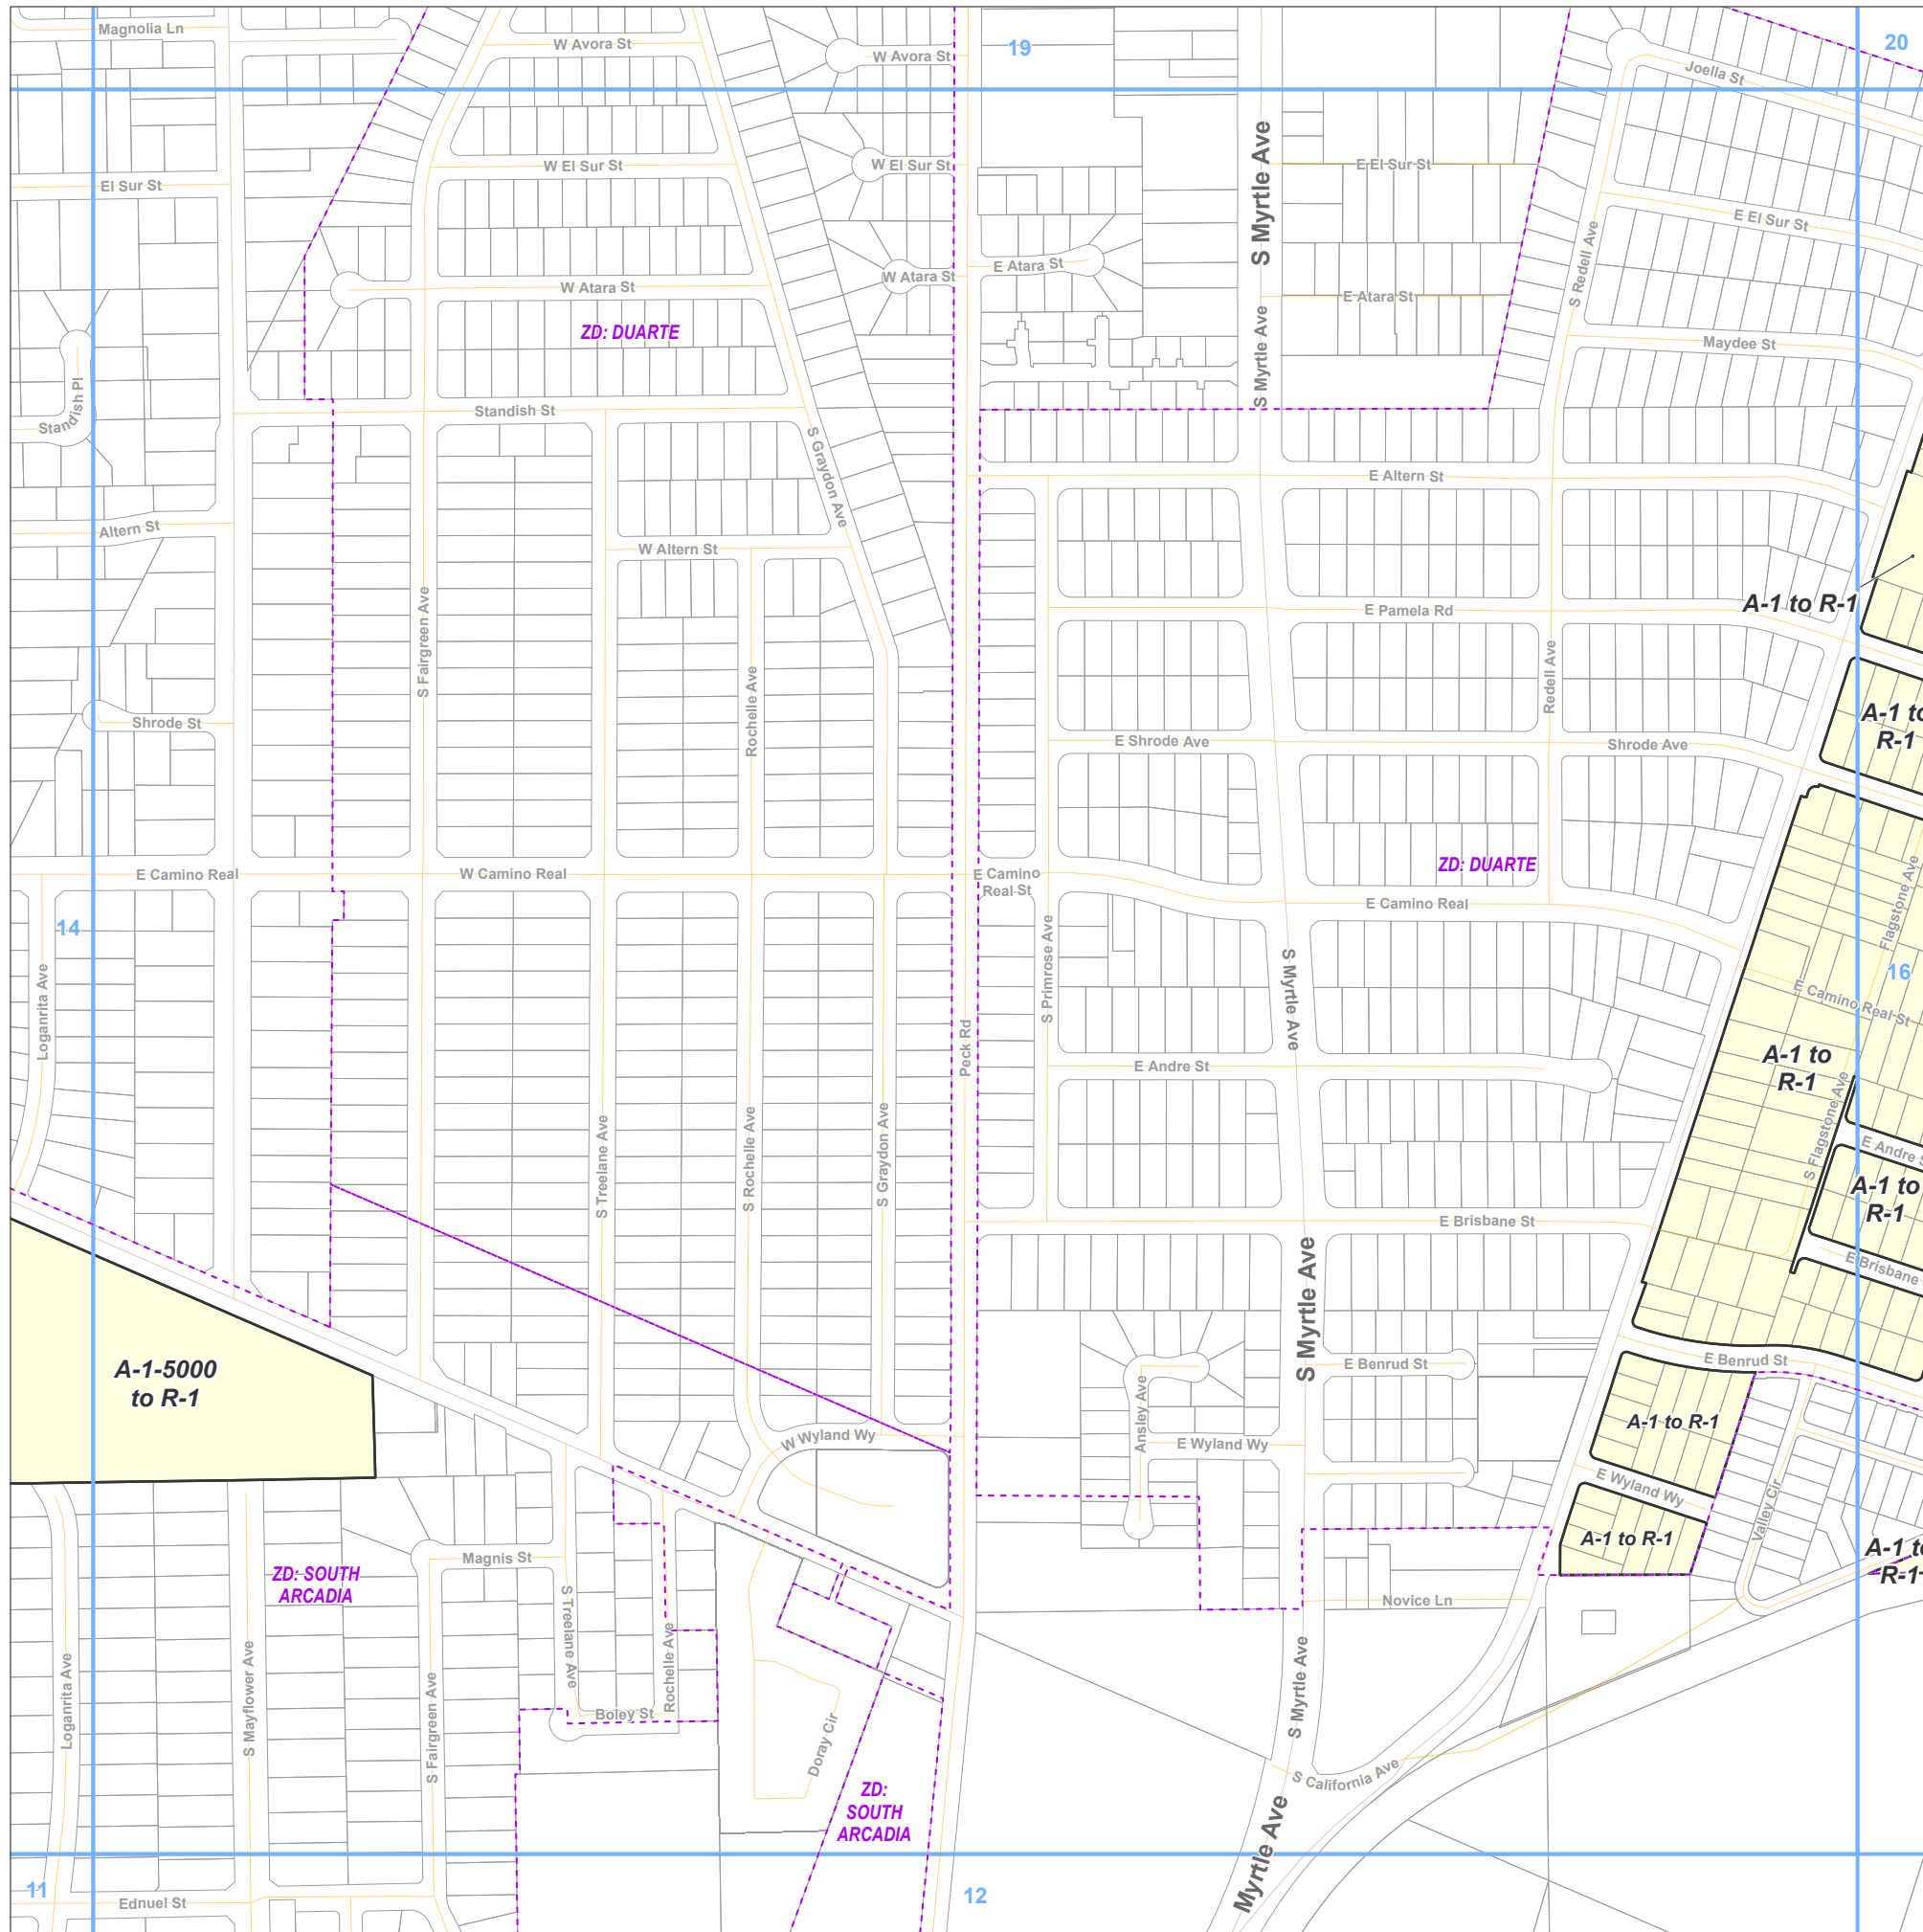 Magnolia Ln
W Avora St
W Avora St
19
20
Joella St
S Myrtle Ave
El Sur St
W El Sur St
W El Sur St
E El Sur St
E El Sur St
W Atara St
W Atara St
E Atara St
E Atara St
S Redell Ave
ZD: DUARTE
S Myrtle Ave
Maydee St
Standish Pl
Standish St
S Graydon Ave
E Altern St
Altern St
W Altern St
S Fairgreen Ave
A-1 to R-1
E Pamela Rd
Rochelle Ave
Redell Ave
Shrode St
E Shrode Ave
Shrode Ave
A-1 to
R-1
E Camino Real
W Camino Real
E Camino
Real St
ZD: DUARTE
E Camino Real
Flagstone Ave
14
16
Loganrita Ave
S Primrose Ave
S Myrtle Ave
Peck Rd
E Camino Real St
A-1 to
R-1
E Andre St
S Treelane Ave
S Rochelle Ave
S Graydon Ave
S Flagstone Ave
E Andre S
A-1 to
R-1
E Brisbane St
E Brisbane
S Myrtle Ave
A-1-5000
to R-1
E Benrud St
E Benrud St
Ansley Ave
A-1 to R-1
W Wyland Wy
E Wyland Wy
E Wyland Wy
Valley Cir
A-1 to R-1
A-1 to
R-1
Magnis St
ZD: SOUTH
ARCADIA
S Treelane Ave
Rochelle Ave
Novice Ln
Loganrita Ave
S Mayflower Ave
S Fairgreen Ave
Boley St
Doray Cir
S Myrtle Ave
S California Ave
ZD:
SOUTH
ARCADIA
Myrtle Ave
11
Ednuel St
12